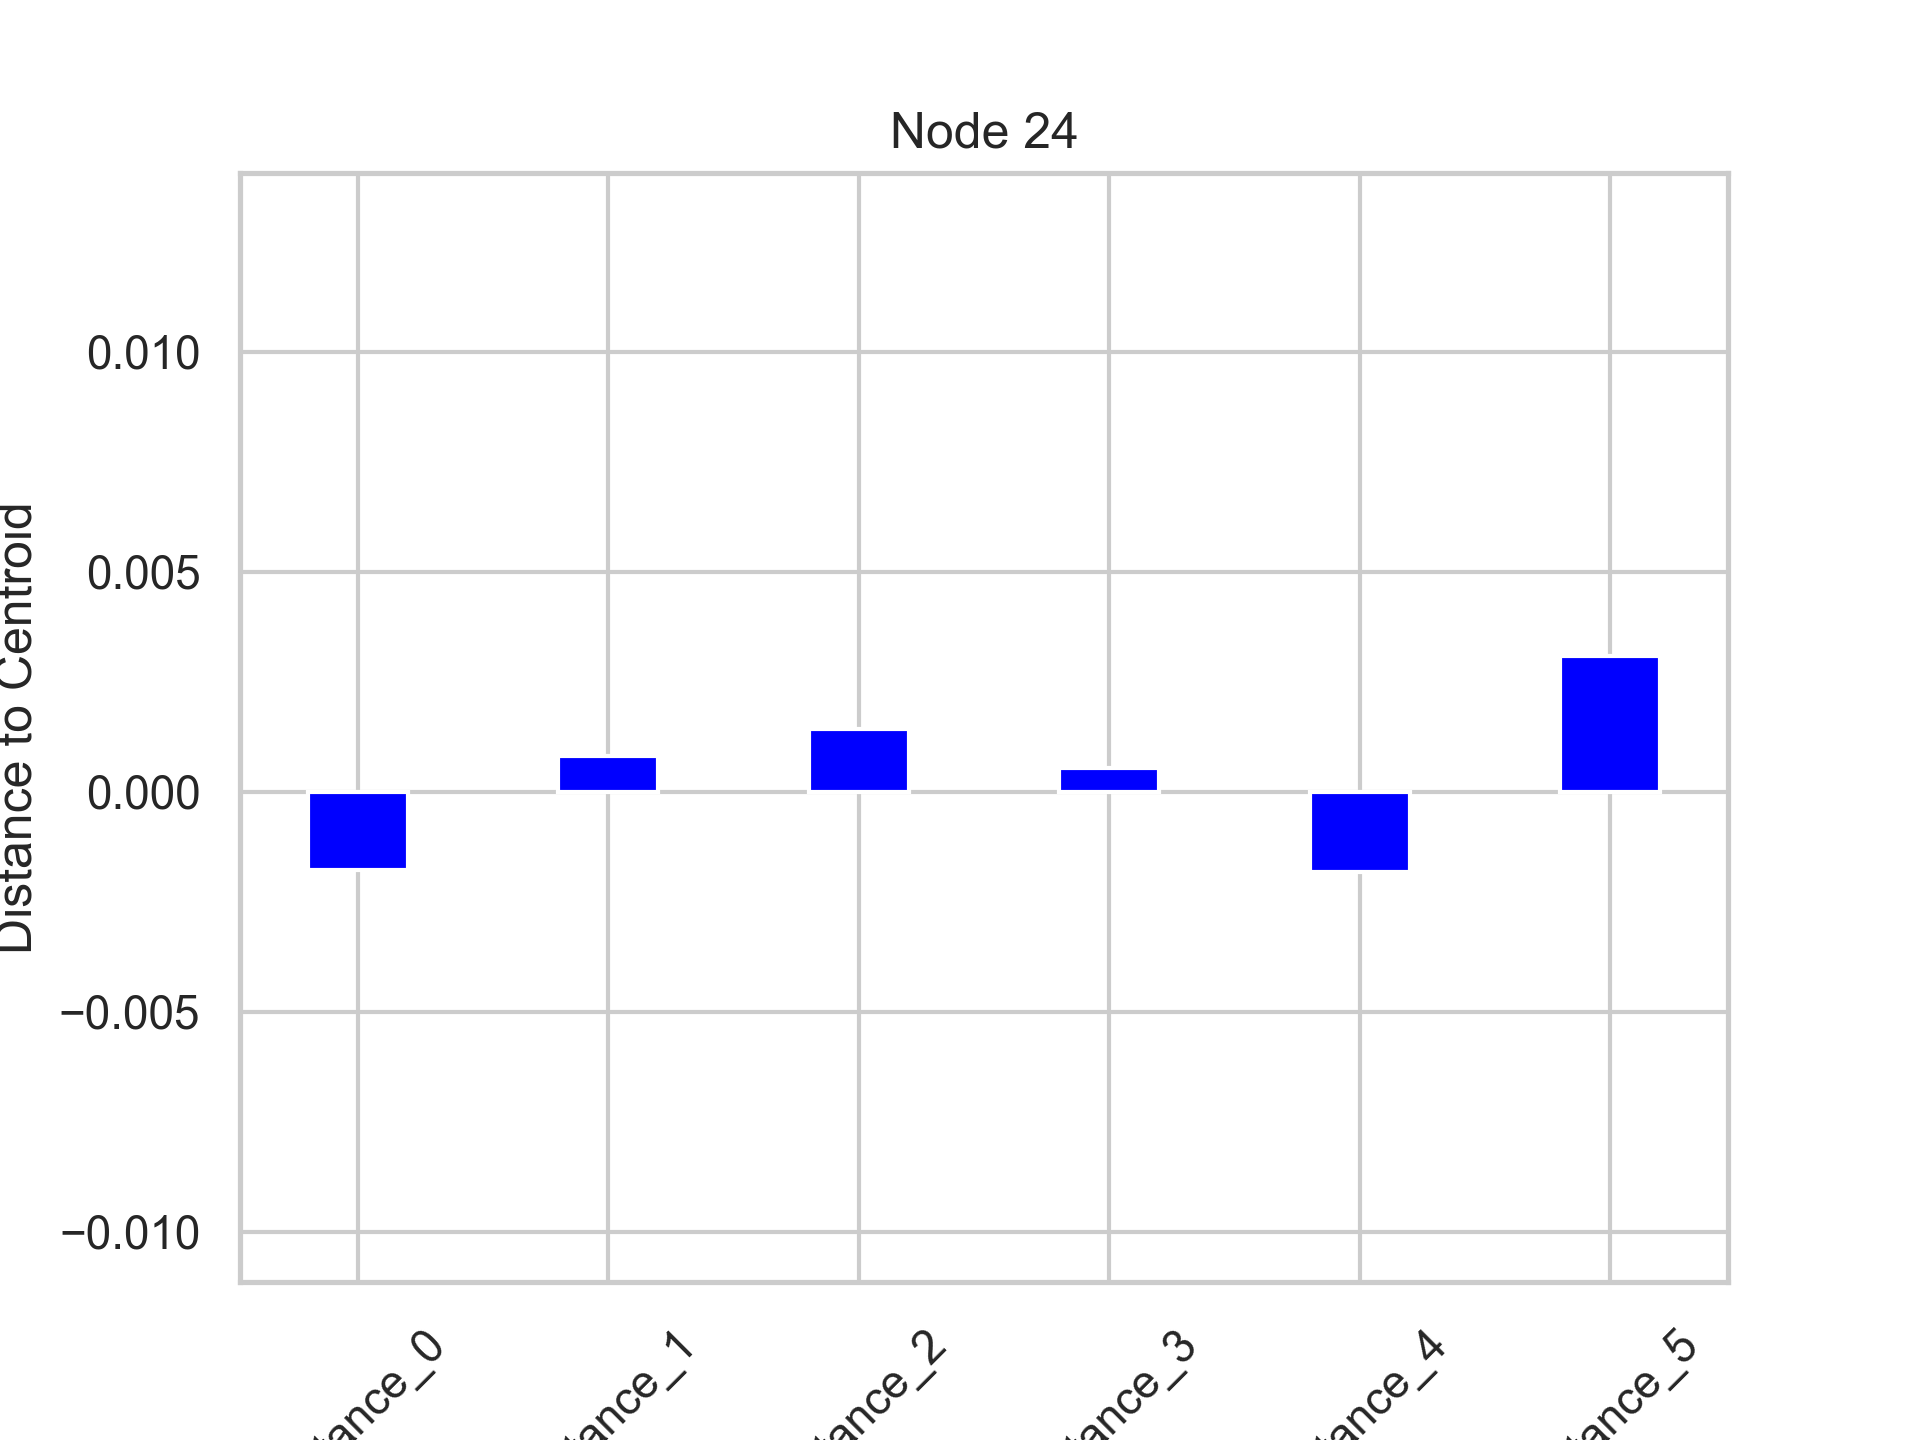 Node 24
0.010
0.005
0.000
−0.005
−0.010
Distance to Centroid
tance_0
tance_1
tance_2
tance_3
tance_4
tance_5